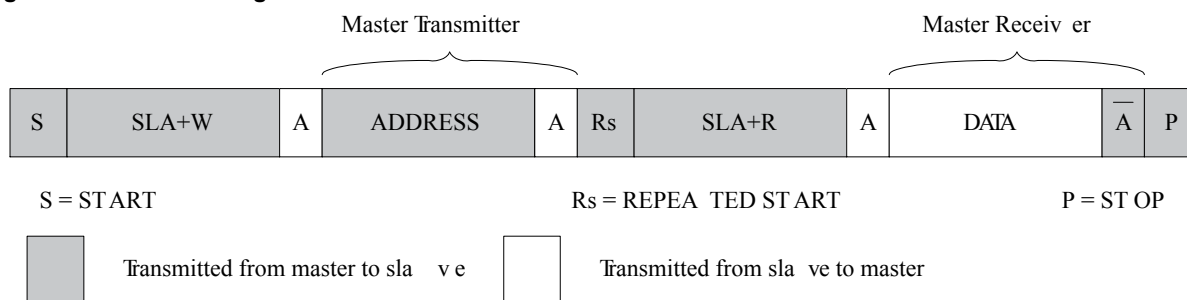 Master Transmitter Master Receiv er
S SLA+W A ADDRESS A Rs SLA+R A DATA A̅ P
S = ST ART Rs = REPEA TED ST ART P = ST OP
Transmitted from master to sla v e Transmitted from sla ve to master